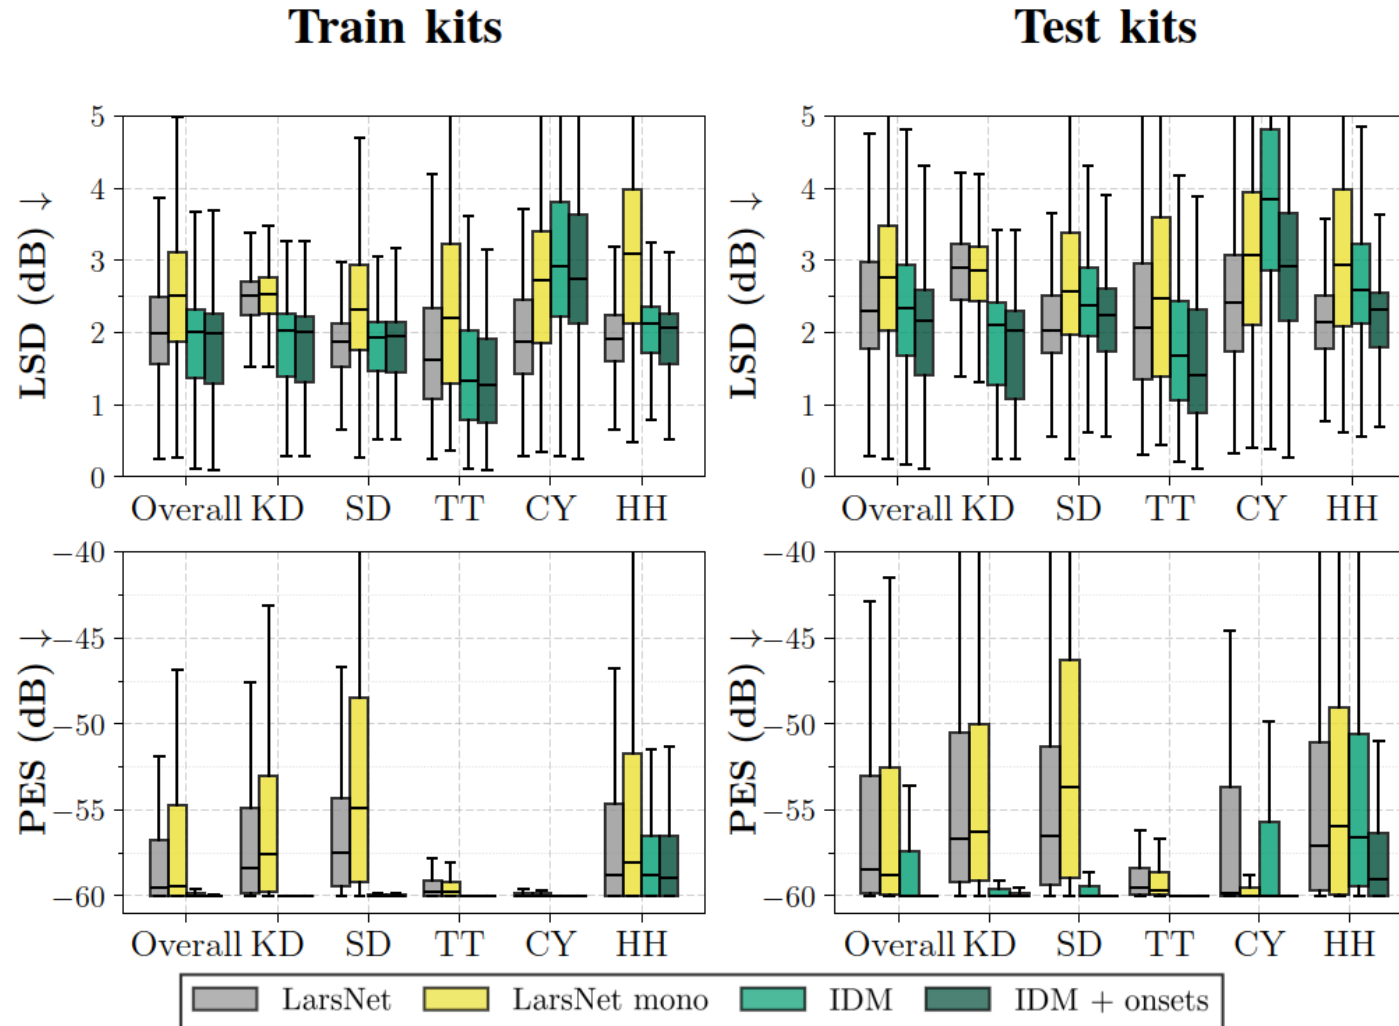 Train kits
Test kits
LSD (dB) ↓
5
4
3
2
1
0
Overall KD SD TT CY HH
LSD (dB) ↓
5
4
3
2
1
0
Overall KD SD TT CY HH
PES (dB) ↓
−40
−45
−50
−55
−60
Overall KD SD TT CY HH
PES (dB) ↓
−40
−45
−50
−55
−60
Overall KD SD TT CY HH
LarsNet LarsNet mono IDM IDM + onsets